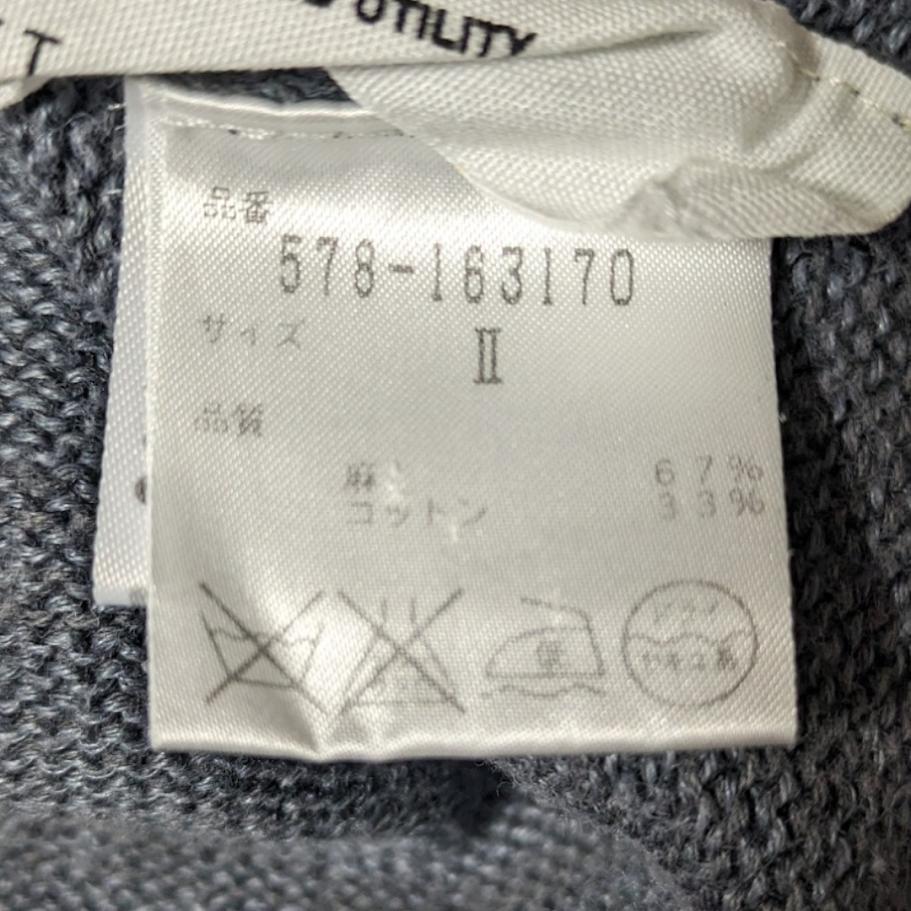 UTILITY
T
品番
578-163170
サイズ
Ⅱ
品質
麻 67%
コットン 33%
低
ドライ
セキユ系